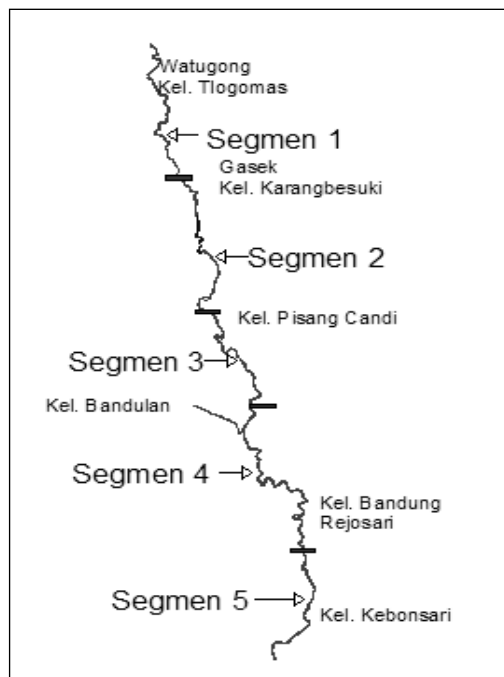 Watugong
Kel. Tlogomas
Segmen 1
Gasek
Kel. Karangbesuki
Segmen 2
Kel. Pisang Candi
Segmen 3
Kel. Bandulan
Segmen 4
Kel. Bandung
Rejosari
Segmen 5
Kel. Kebonsari